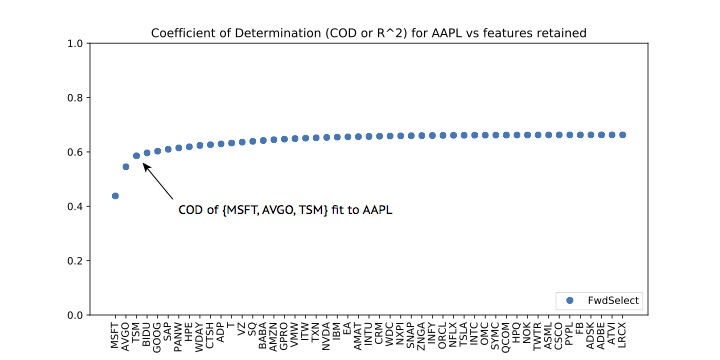 Coefficient of Determination (COD or R^2) for AAPL vs features retained
1.0
0.8
0.6
0.4
0.2
0.0
COD of {MSFT, AVGO, TSM} fit to AAPL
FwdSelect
MSFT
AVGO
TSM
BIDU
GOOG
SAP
PANW
HPE
WDAY
CTSH
ADP
T
VZ
SQ
BABA
AMZN
GPRO
VMW
ITW
TXN
NVDA
IBM
EA
AMAT
INTU
CRM
WDC
NXPI
SNAP
ZNGA
INFY
ORCL
NFLX
TSLA
INTC
OMC
SYMC
QCOM
HPQ
NOK
TWTR
ASML
CSCO
PYPL
FB
ADSK
ADBE
ATVI
LRCX